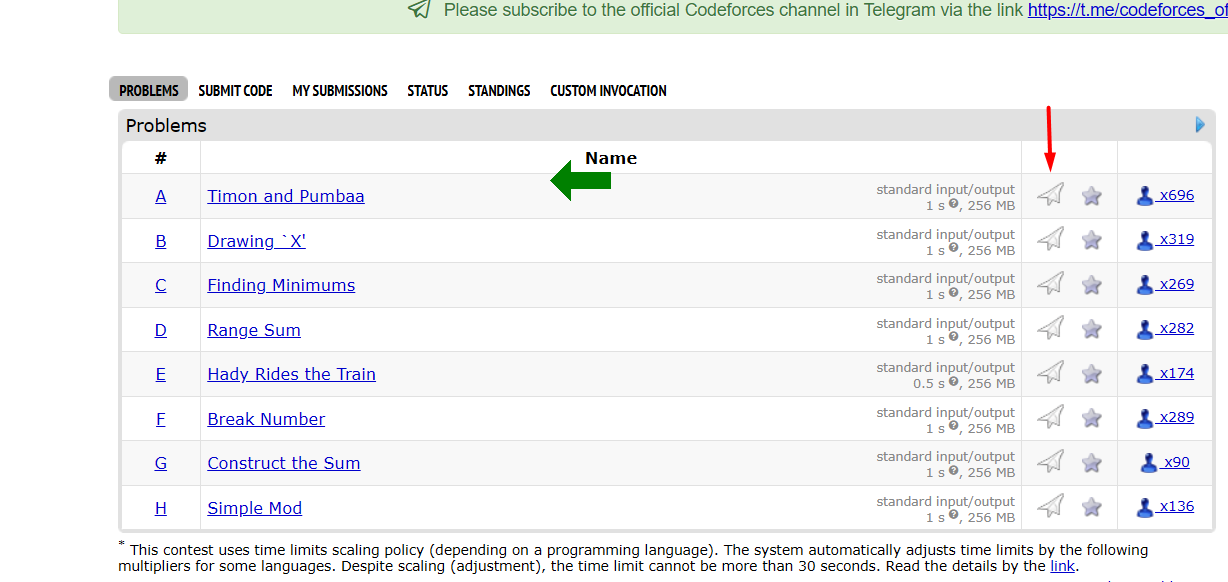 Please subscribe to the official Codeforces channel in Telegram via the link https://t.me/codeforces_of
PROBLEMS SUBMIT CODE MY SUBMISSIONS STATUS STANDINGS CUSTOM INVOCATION
Problems
# Name
A Timon and Pumbaa standard input/output x696
1 s ?, 256 MB
B Drawing `X' standard input/output x319
1 s ?, 256 MB
C Finding Minimums standard input/output x269
1 s ?, 256 MB
D Range Sum standard input/output x282
1 s ?, 256 MB
E Hady Rides the Train standard input/output x174
0.5 s ?, 256 MB
F Break Number standard input/output x289
1 s ?, 256 MB
G Construct the Sum standard input/output x90
1 s ?, 256 MB
H Simple Mod standard input/output x136
1 s ?, 256 MB
* This contest uses time limits scaling policy (depending on a programming language). The system automatically adjusts time limits by the following
multipliers for some languages. Despite scaling (adjustment), the time limit cannot be more than 30 seconds. Read the details by the link.